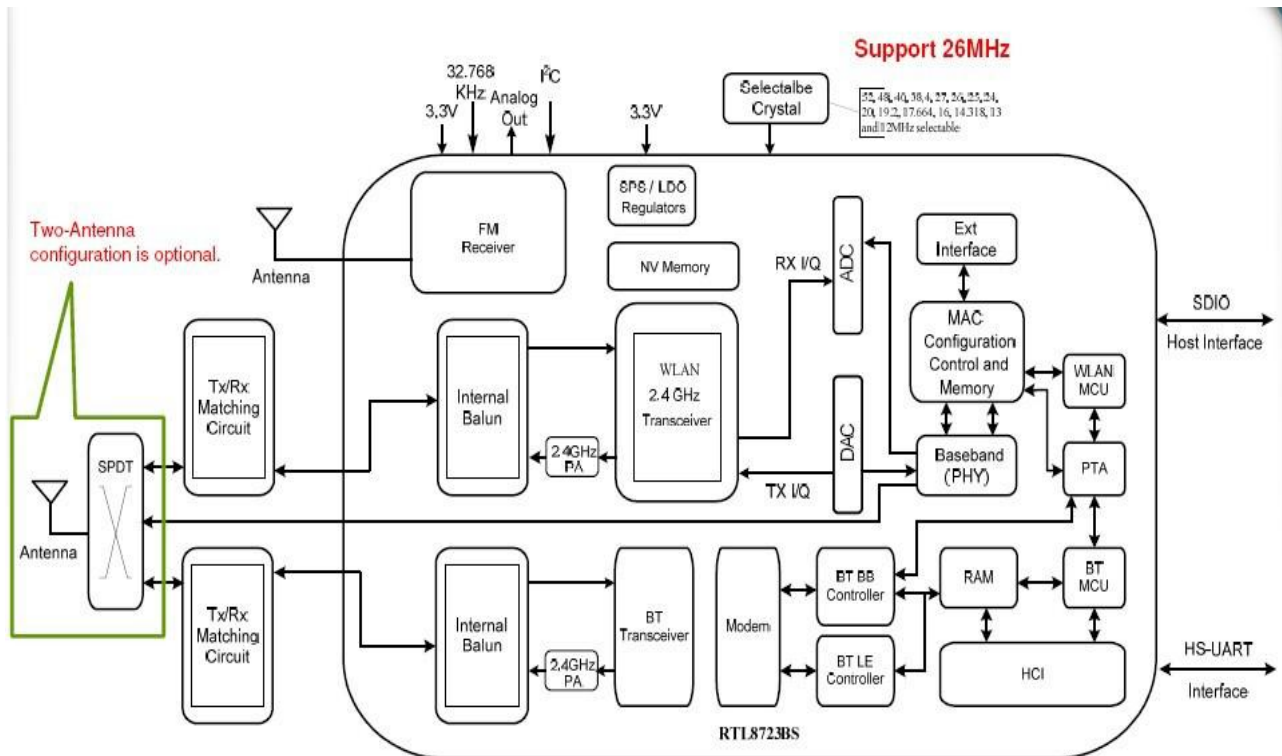 Support 26MHz
32.768
KHz
I²C
Analog
Out
3.3V
3.3V
Selectalbe
Crystal
52, 48, 40, 38.4, 27, 26, 25, 24,
20, 19.2, 17.664, 16, 14.318, 13
and 12MHz selectable
Two-Antenna
configuration is optional.
Antenna
FM
Receiver
SPS / LDO
Regulators
NV Memory
RX I/Q
ADC
Ext
Interface
SDIO
Host Interface
Tx/Rx
Matching
Circuit
Internal
Balun
2.4GHz
PA
WLAN
2.4 GHz
Transceiver
DAC
TX I/Q
MAC
Configuration
Control and
Memory
WLAN
MCU
Baseband
(PHY)
PTA
SPDT
Antenna
Tx/Rx
Matching
Circuit
Internal
Balun
2.4GHz
PA
BT
Transceiver
Modem
BT BB
Controller
BT LE
Controller
RAM
BT
MCU
HCI
HS-UART
Interface
RTL8723BS